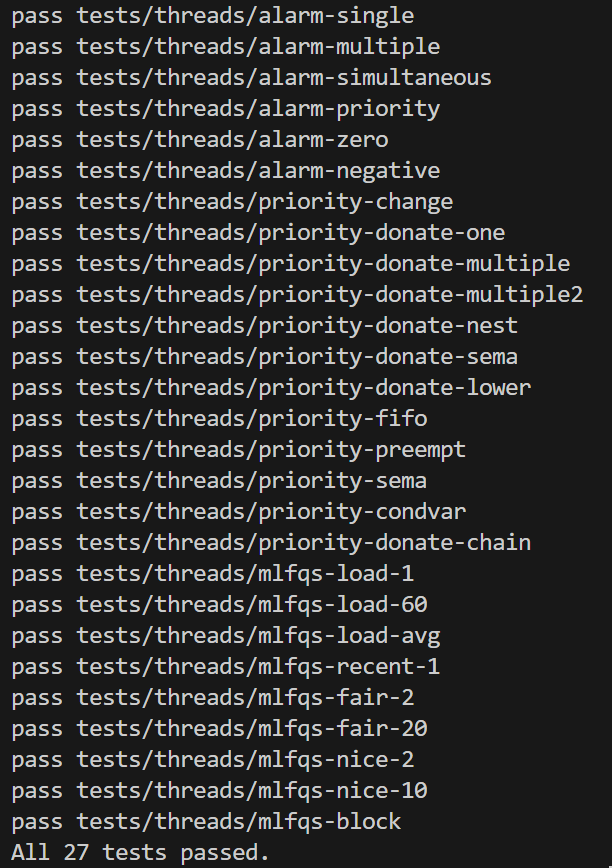 pass tests/threads/alarm-single
pass tests/threads/alarm-multiple
pass tests/threads/alarm-simultaneous
pass tests/threads/alarm-priority
pass tests/threads/alarm-zero
pass tests/threads/alarm-negative
pass tests/threads/priority-change
pass tests/threads/priority-donate-one
pass tests/threads/priority-donate-multiple
pass tests/threads/priority-donate-multiple2
pass tests/threads/priority-donate-nest
pass tests/threads/priority-donate-sema
pass tests/threads/priority-donate-lower
pass tests/threads/priority-fifo
pass tests/threads/priority-preempt
pass tests/threads/priority-sema
pass tests/threads/priority-condvar
pass tests/threads/priority-donate-chain
pass tests/threads/mlfqs-load-1
pass tests/threads/mlfqs-load-60
pass tests/threads/mlfqs-load-avg
pass tests/threads/mlfqs-recent-1
pass tests/threads/mlfqs-fair-2
pass tests/threads/mlfqs-fair-20
pass tests/threads/mlfqs-nice-2
pass tests/threads/mlfqs-nice-10
pass tests/threads/mlfqs-block
All 27 tests passed.